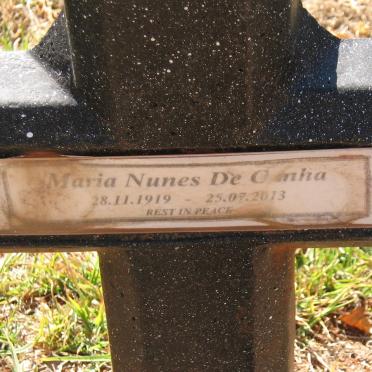 Maria Nunes De Cunha
28.11.1919 - 25.07.2013
REST IN PEACE